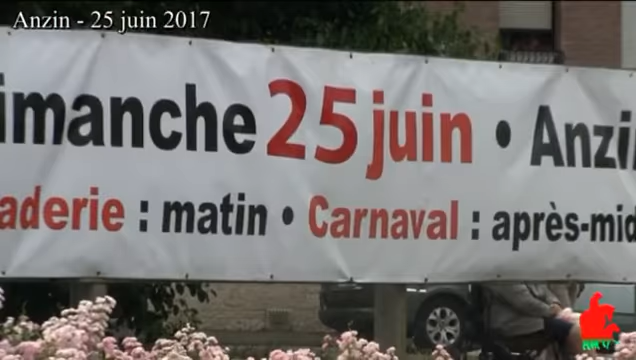 Anzin - 25 juin 2017
imanche 25 juin • Anzi
aderie : matin • Carnaval : après-mid